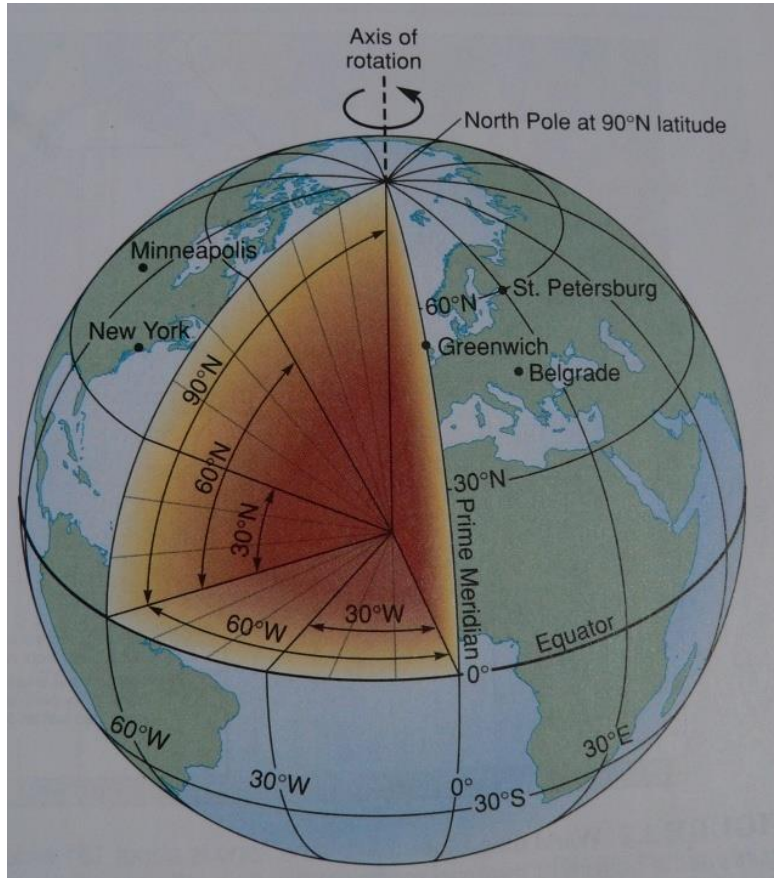 Axis of
rotation
North Pole at 90°N latitude
Minneapolis
60°N
St. Petersburg
New York
Greenwich
Belgrade
90°N
60°N
30°N
30°N
Prime Meridian
30°W
60°W
Equator
0°
60°W
30°E
30°W
0°
30°S